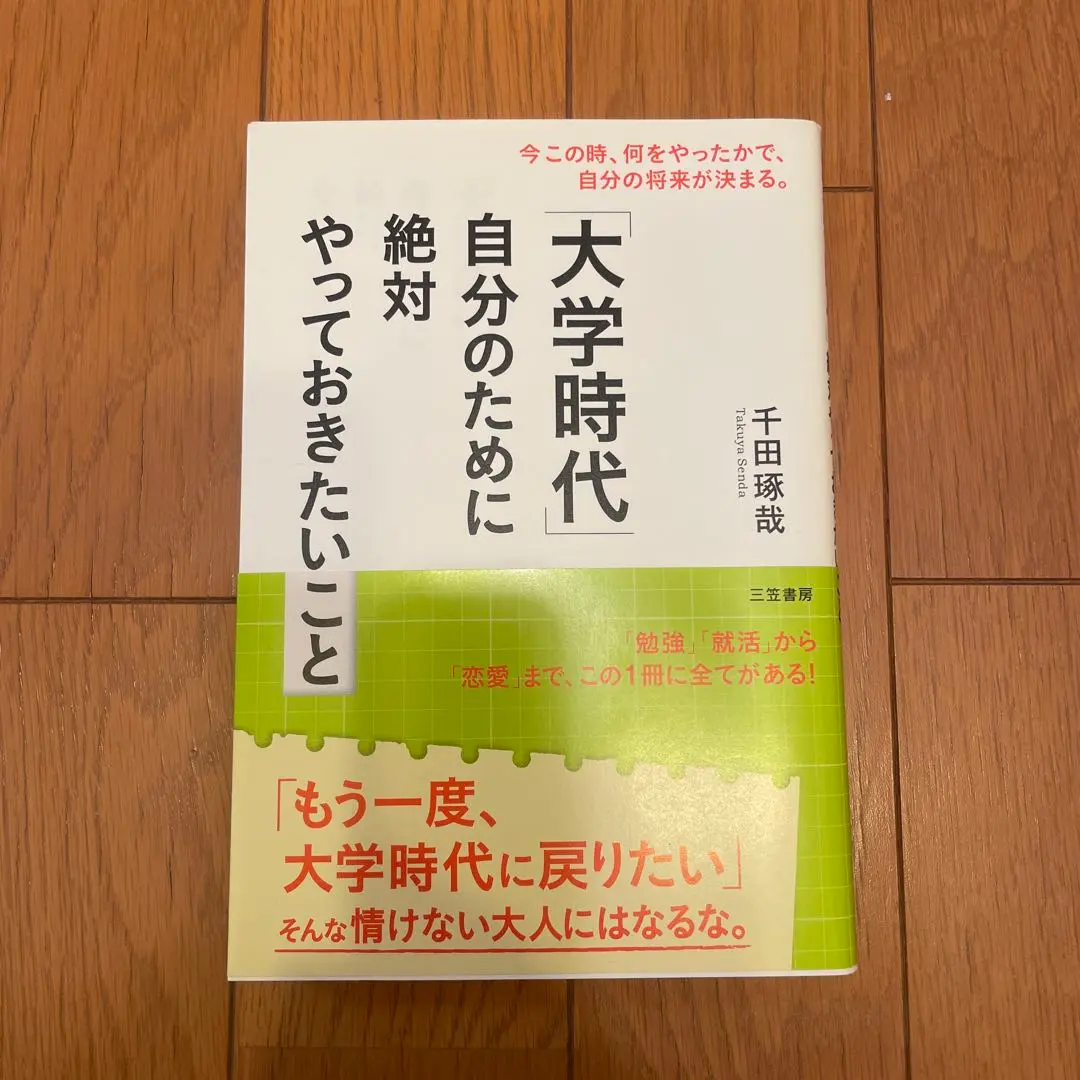 今この時、何をやったかで、
自分の将来が決まる。
「大学時代」
自分のために
絶対
やっておきたいこと
千田琢哉
Takuya Senda
三笠書房
「勉強」「就活」から
「恋愛」まで、この1冊に全てがある!
「もう一度、
大学時代に戻りたい」
そんな情けない大人にはなるな。